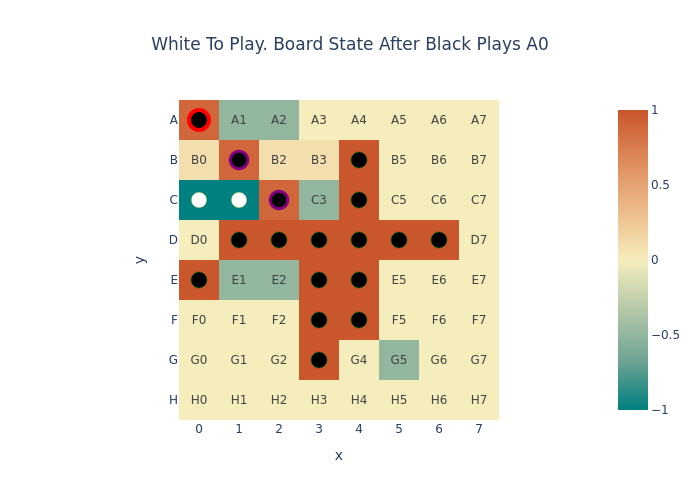 White To Play. Board State After Black Plays A0
A A1 A2 A3 A4 A5 A6 A7 1
B B0 B2 B3 B5 B6 B7
0.5
C C3 C5 C6 C7
D D0 D7 0
y
E E1 E2 E5 E6 E7
F F0 F1 F2 F5 F6 F7 −0.5
G G0 G1 G2 G4 G5 G6 G7
H H0 H1 H2 H3 H4 H5 H6 H7 −1
0 1 2 3 4 5 6 7
x